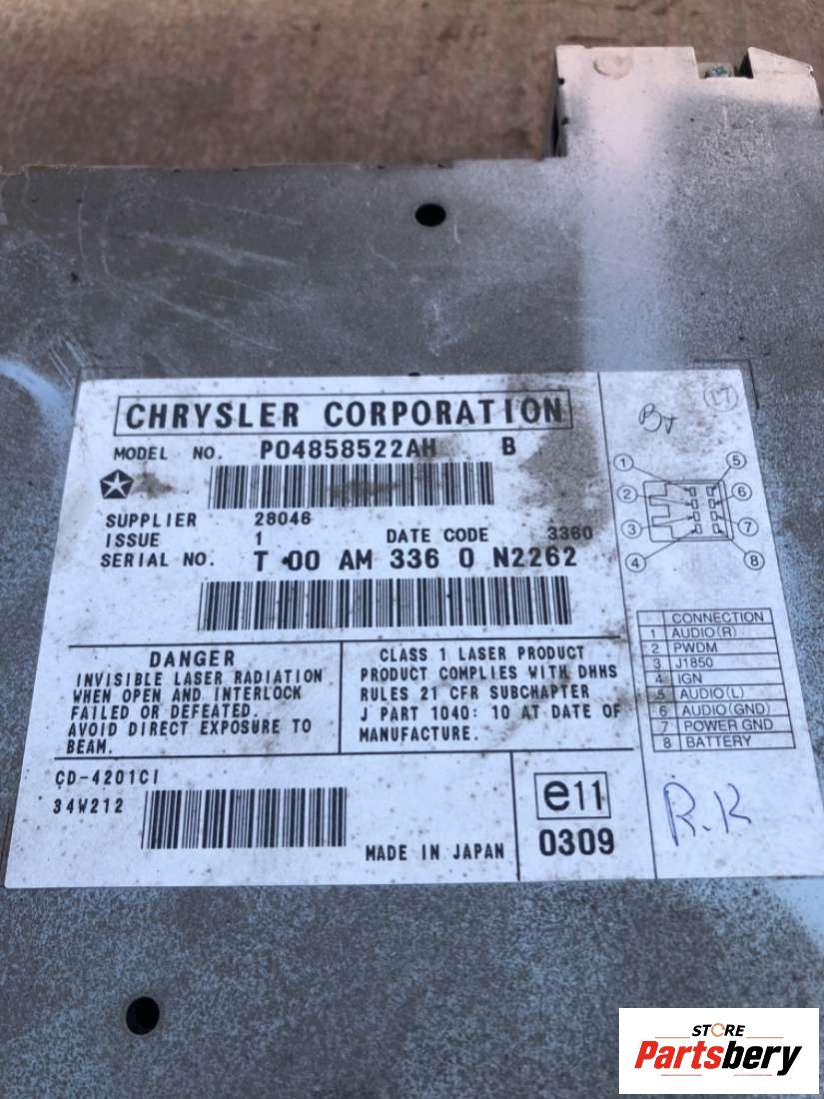 CHRYSLER CORPORATION
MODEL NO. P04858522AH B
SUPPLIER 28046
ISSUE 1 DATE CODE 3360
SERIAL NO. T 00 AM 336 0 N2262
DANGER
INVISIBLE LASER RADIATION
WHEN OPEN AND INTERLOCK
FAILED OR DEFEATED.
AVOID DIRECT EXPOSURE TO
BEAM.
CLASS 1 LASER PRODUCT
PRODUCT COMPLIES WITH DHHS
RULES 21 CFR SUBCHAPTER
J PART 1040: 10 AT DATE OF
MANUFACTURE.
CD-4201CI
34W212
MADE IN JAPAN
e11
0309
17
1 5
2 6
3 7
4 8
CONNECTION
1 AUDIO(R)
2 PWDM
3 J1850
4 IGN
5 AUDIO(L)
6 AUDIO(GND)
7 POWER GND
8 BATTERY
R.K
STORE
Partsbery